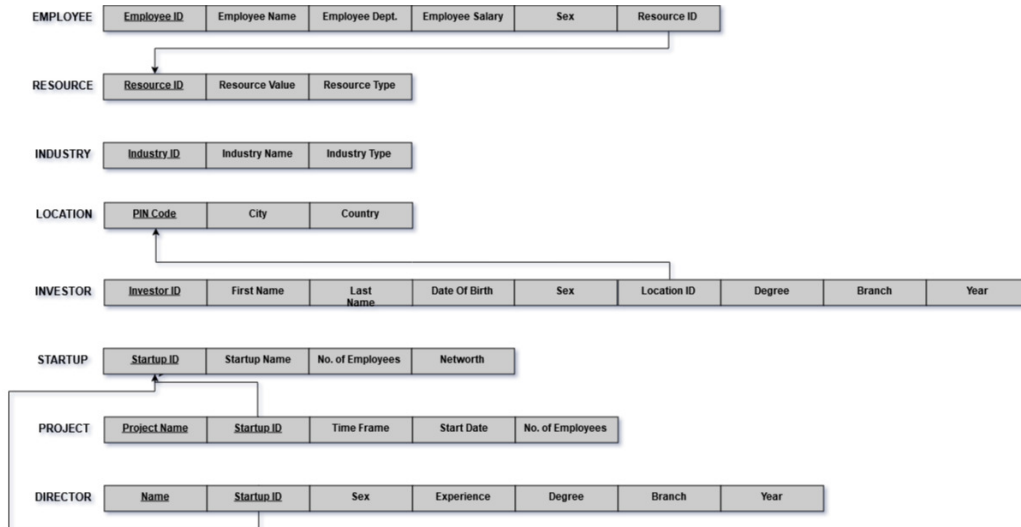 EMPLOYEE Employee ID Employee Name Employee Dept. Employee Salary Sex Resource ID
RESOURCE Resource ID Resource Value Resource Type
INDUSTRY Industry ID Industry Name Industry Type
LOCATION PIN Code City Country
INVESTOR Investor ID First Name Last Name Date Of Birth Sex Location ID Degree Branch Year
STARTUP Startup ID Startup Name No. of Employees Networth
PROJECT Project Name Startup ID Time Frame Start Date No. of Employees
DIRECTOR Name Startup ID Sex Experience Degree Branch Year